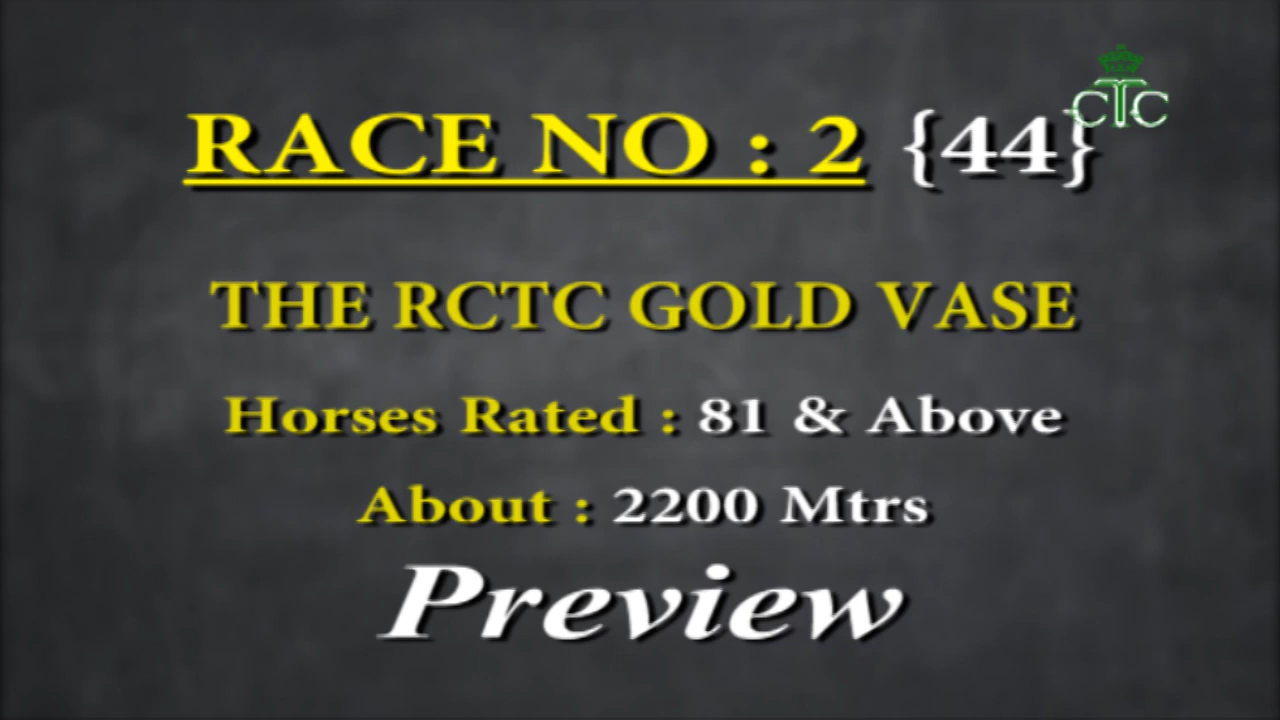 RACE NO : 2 {44}
CTC
THE RCTC GOLD VASE
Horses Rated : 81 & Above
About : 2200 Mtrs
Preview